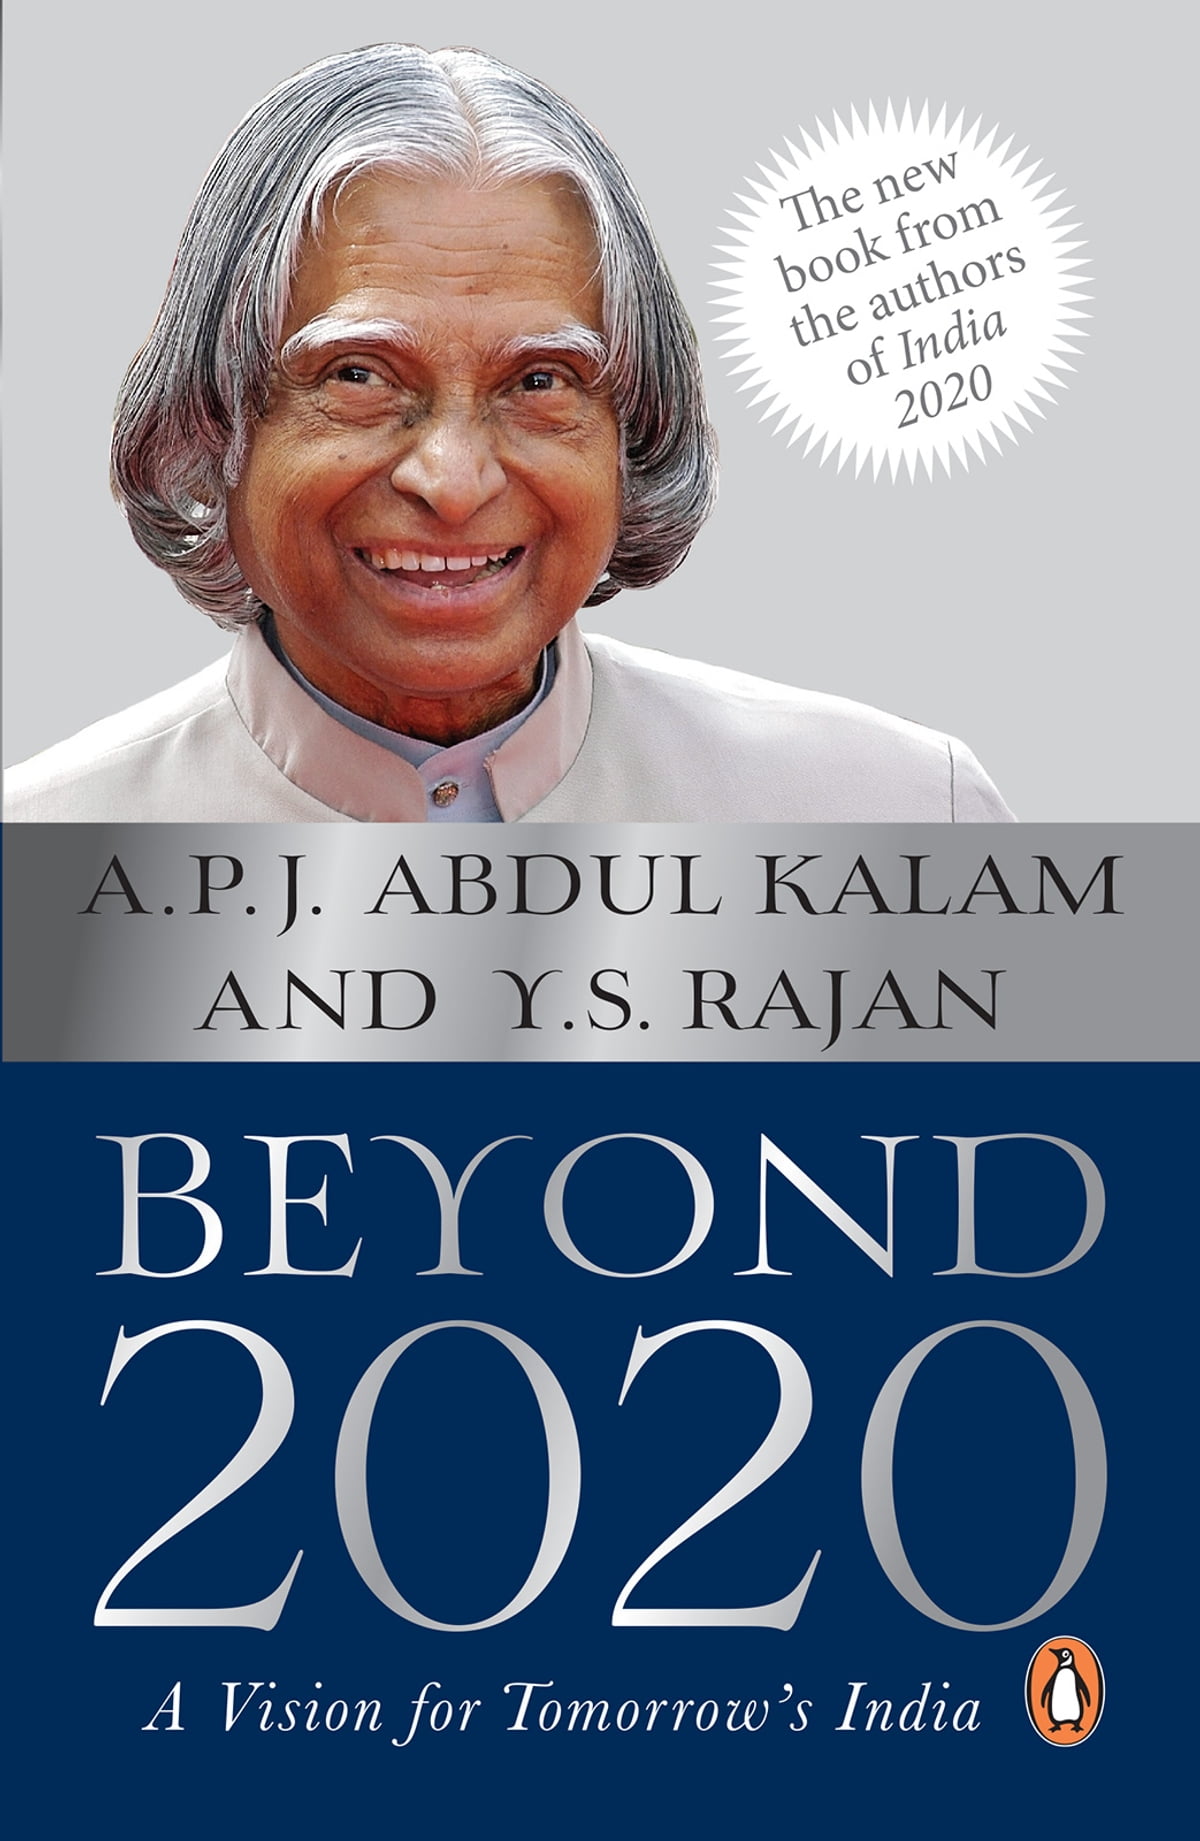 The new
book from
the authors
of India
2020
A.P.J. ABDUL KALAM
AND Y.S. RAJAN
BEYOND
2020
A Vision for Tomorrow's India